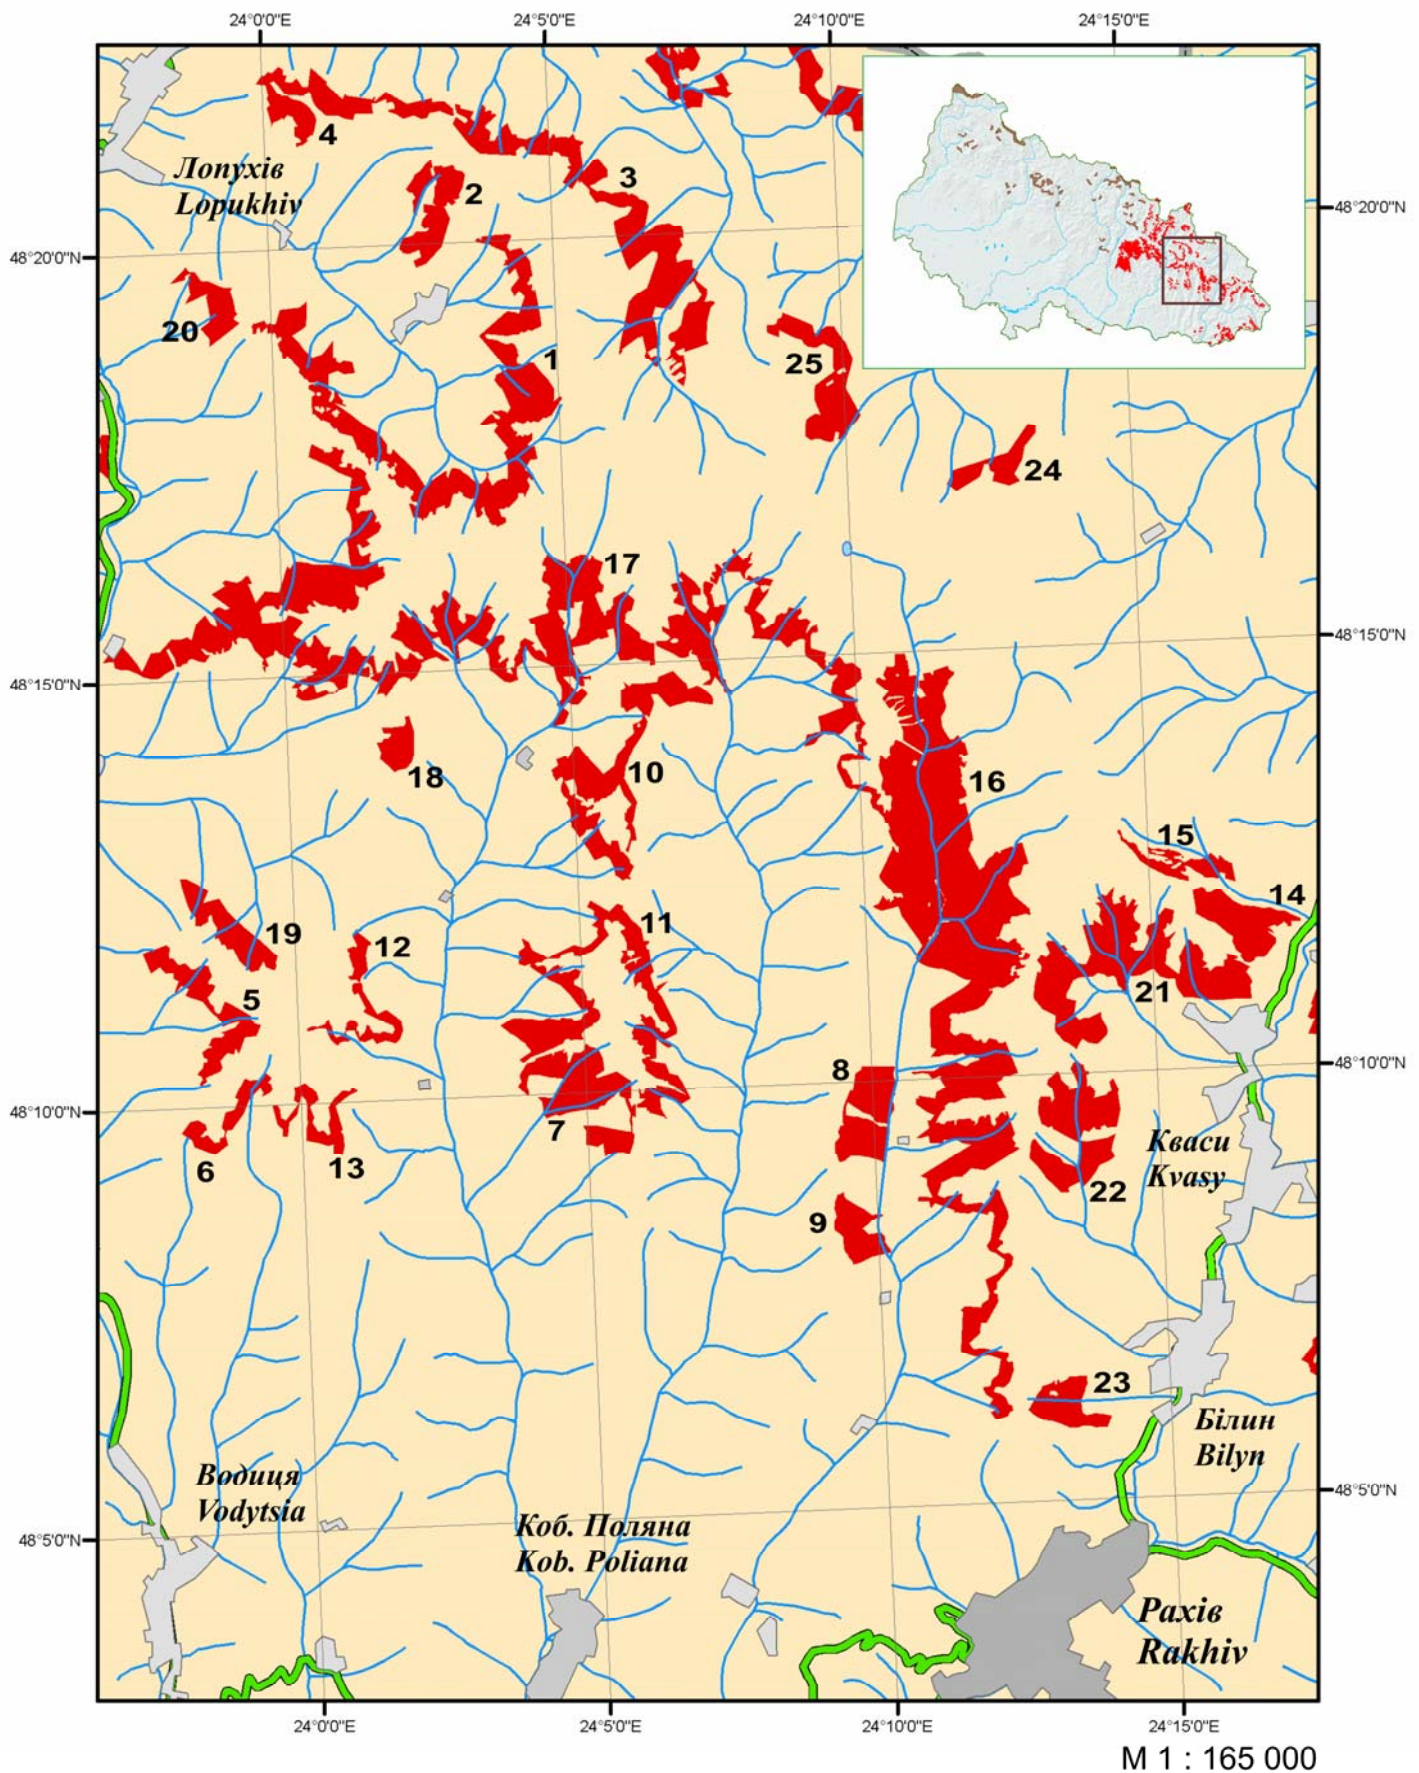 24°0'0"E 24°5'0"E 24°10'0"E 24°15'0"E
4
Лопухів
Lopukhiv
2
3
48°20'0"N
48°20'0"N
20
1
25
24
17
48°15'0"N
48°15'0"N
18
10
16
15
14
19
12
11
5
21
48°10'0"N
8
48°10'0"N
7
6
13
Кваси
Kvasy
22
9
23
Білин
Bilyn
Водиця
Vodytsia
48°5'0"N
Коб. Поляна
Kob. Poliana
48°5'0"N
Рахів
Rakhiv
24°0'0"E 24°5'0"E 24°10'0"E 24°15'0"E
М 1 : 165 000